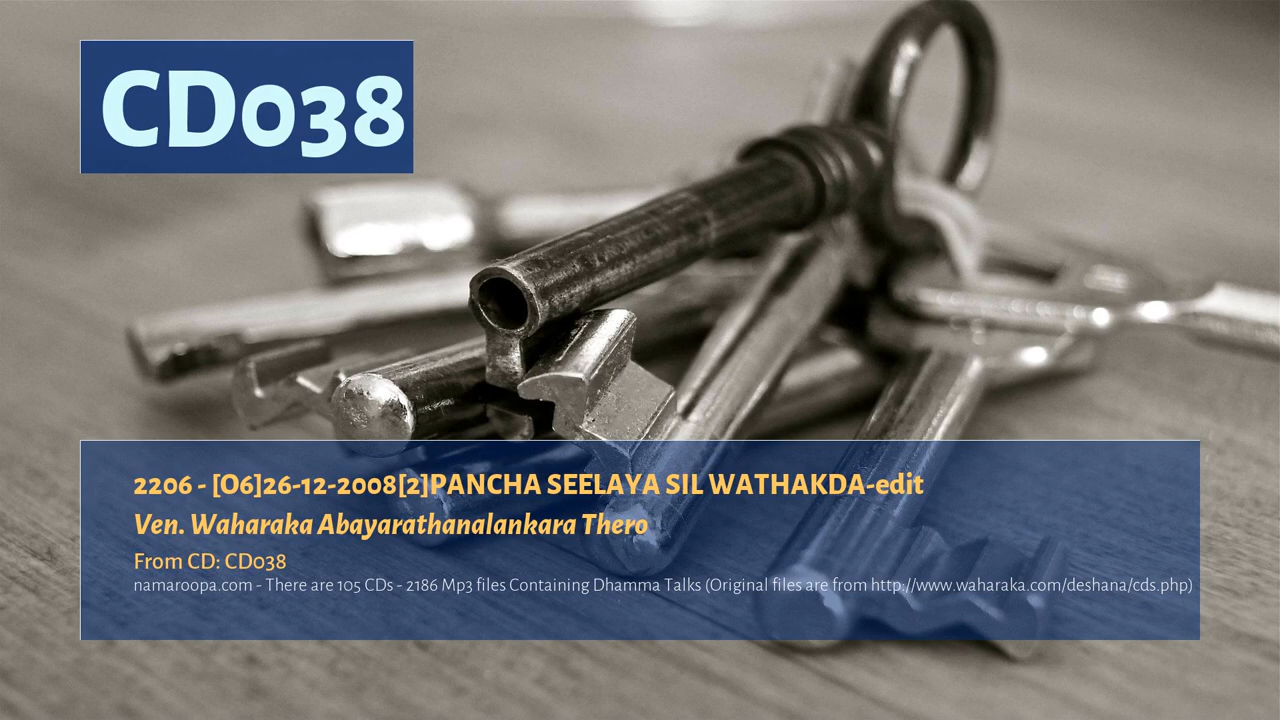 CD038
2206 - [O6]26-12-2008[2]PANCHA SEELAYA SIL WATHAKDA-edit
Ven. Waharaka Abayarathanalankara Thero
From CD: CD038
namaroopa.com - There are 105 CDs - 2186 Mp3 files Containing Dhamma Talks (Original files are from http://www.waharaka.com/deshana/cds.php)